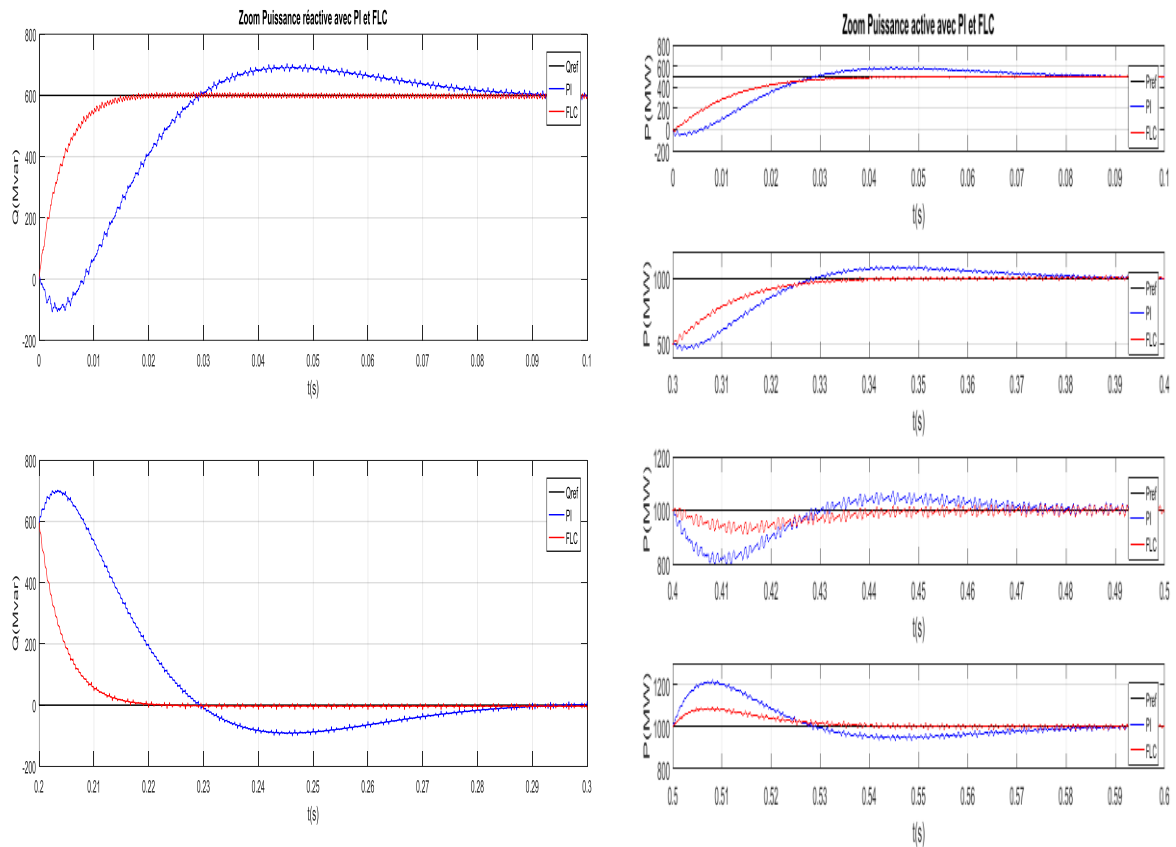 Zoom Puissance réactive avec PI et FLC
800
600
400
200
0
-200
Q(Mvar)
Qref
PI
FLC
0 0.01 0.02 0.03 0.04 0.05 0.06 0.07 0.08 0.09 0.1
t(s)
800
600
400
200
0
-200
Q(Mvar)
Qref
PI
FLC
0.2 0.21 0.22 0.23 0.24 0.25 0.26 0.27 0.28 0.29 0.3
t(s)
Zoom Puissance active avec PI et FLC
800
600
500
400
200
0
-200
P(MW)
Pref
PI
FLC
0 0.01 0.02 0.03 0.04 0.05 0.06 0.07 0.08 0.09 0.1
t(s)
1000
500
P(MW)
Pref
PI
FLC
0.3 0.31 0.32 0.33 0.34 0.35 0.36 0.37 0.38 0.39 0.4
t(s)
1200
1000
800
P(MW)
Pref
PI
FLC
0.4 0.41 0.42 0.43 0.44 0.45 0.46 0.47 0.48 0.49 0.5
t(s)
1200
1000
800
P(MW)
Pref
PI
FLC
0.5 0.51 0.52 0.53 0.54 0.55 0.56 0.57 0.58 0.59 0.6
t(s)